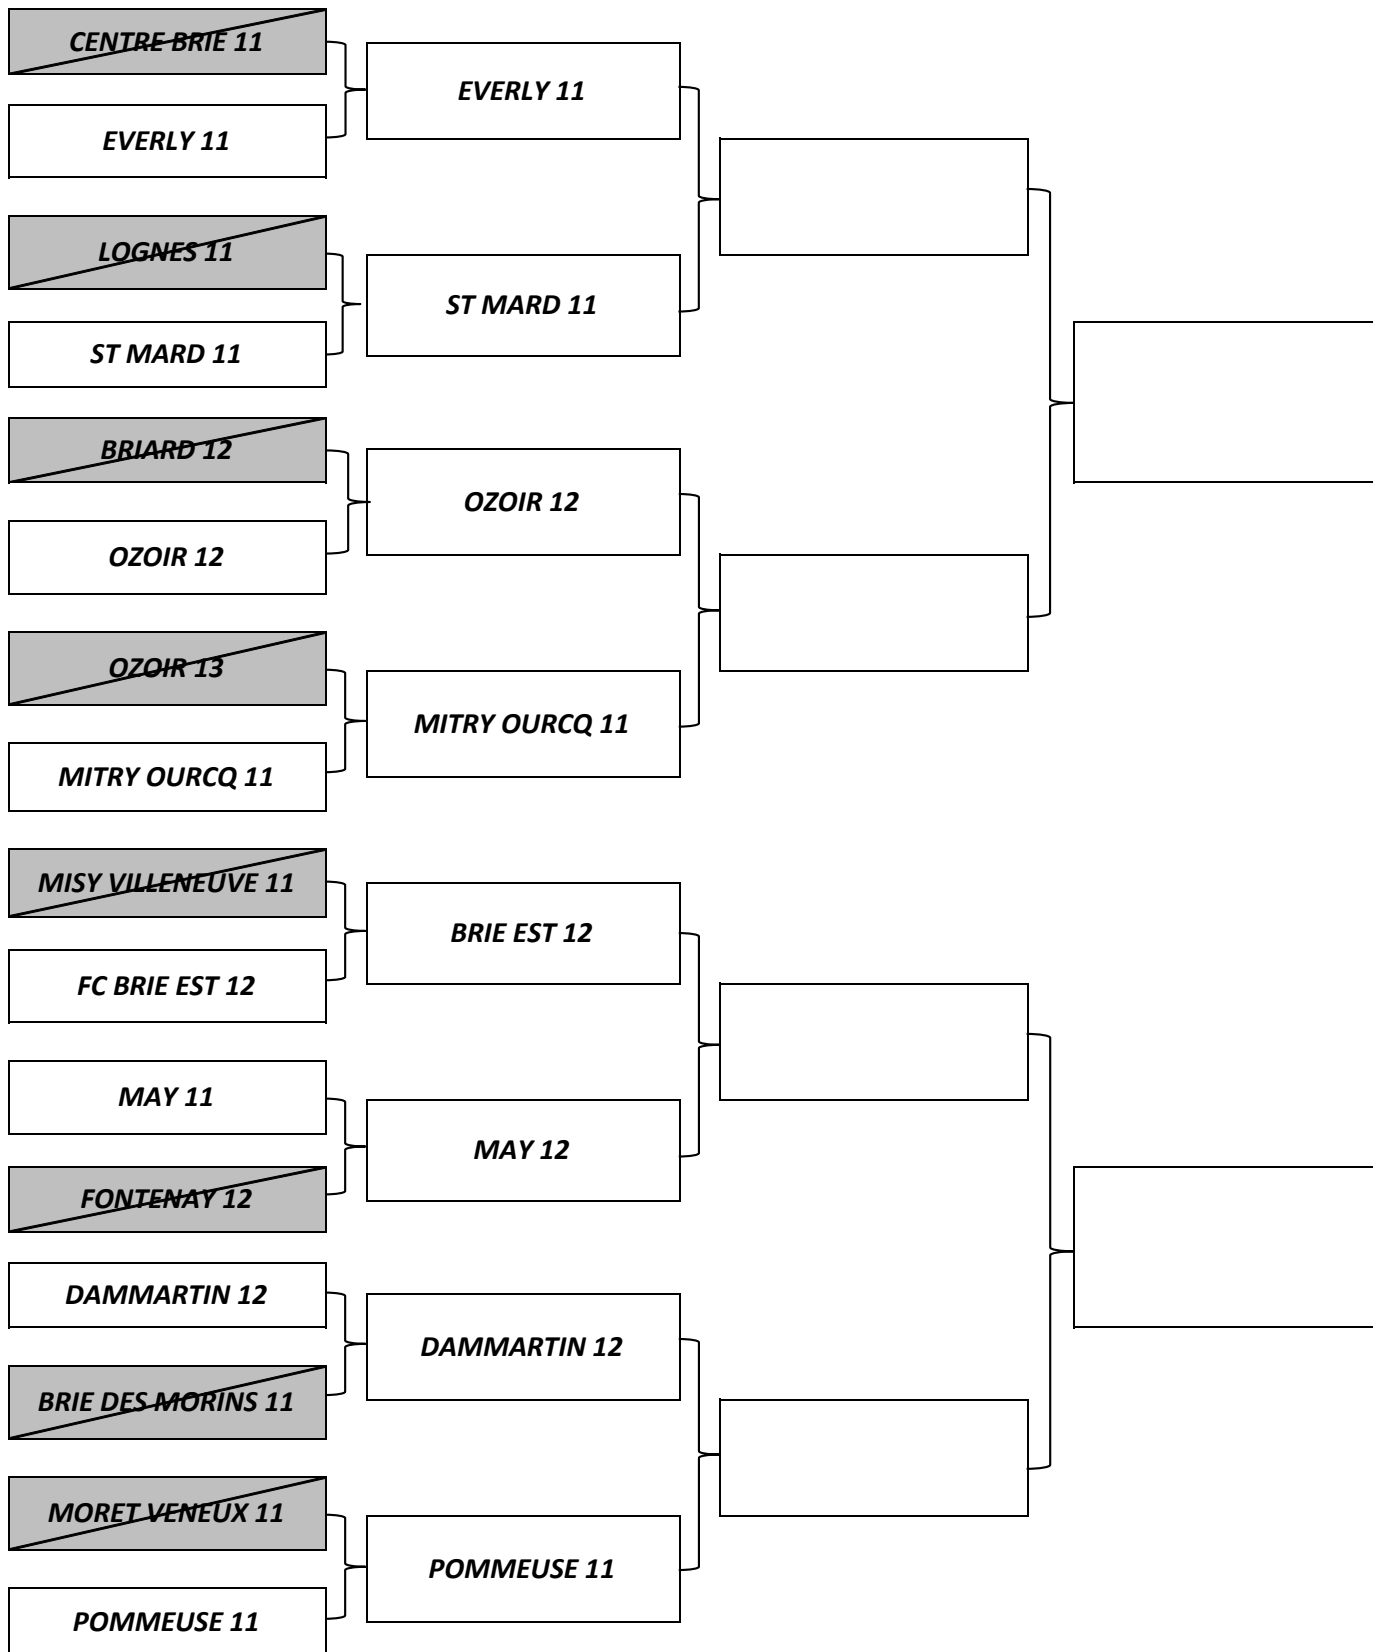 CENTRE BRIE 11
EVERLY 11
LOGNES 11
ST MARD 11
BRIARD 12
OZOIR 12
OZOIR 13
MITRY OURCQ 11
MISY VILLENEUVE 11
FC BRIE EST 12
MAY 11
FONTENAY 12
DAMMARTIN 12
BRIE DES MORINS 11
MORET VENEUX 11
POMMEUSE 11
EVERLY 11
ST MARD 11
OZOIR 12
MITRY OURCQ 11
BRIE EST 12
MAY 12
DAMMARTIN 12
POMMEUSE 11